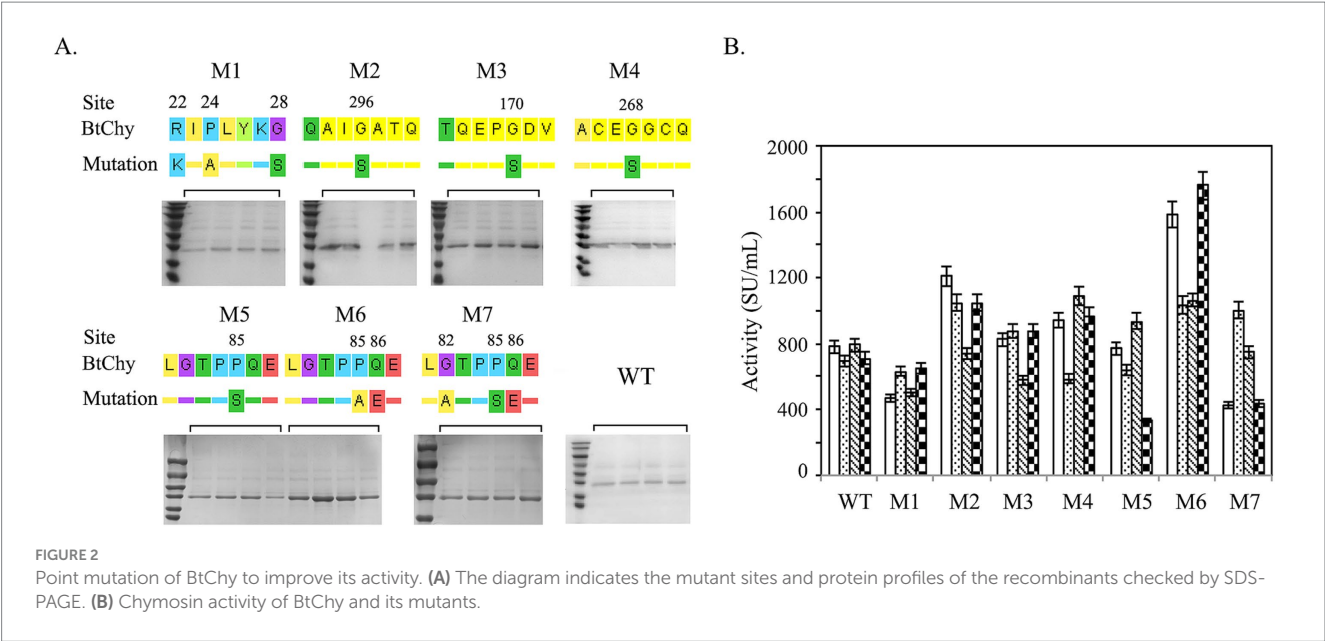 A.
M1 M2 M3 M4
Site 22 24 28 296 170 268
BtChy R I P L Y K G Q A I G A T Q T Q E P G D V A C E G G C Q
Mutation K A S S S S
M5 M6 M7
Site 85 85 86 82 85 86
BtChy L G T P P Q E L G T P P Q E L G T P P Q E WT
Mutation S A E A S E
B.
Activity (SU/mL)
2000
1600
1200
800
400
0
WT M1 M2 M3 M4 M5 M6 M7
FIGURE 2
Point mutation of BtChy to improve its activity. (A) The diagram indicates the mutant sites and protein profiles of the recombinants checked by SDS-
PAGE. (B) Chymosin activity of BtChy and its mutants.